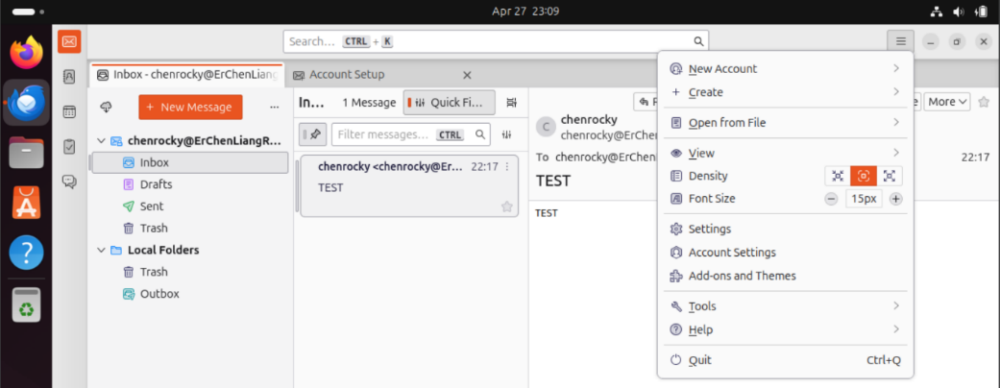 Apr 27 23:09
Search... CTRL + K
Inbox - chenrocky@ErChenLiang
Account Setup
+ New Message
chenrocky@ErChenLiangR...
Inbox
Drafts
Sent
Trash
Local Folders
Trash
Outbox
In... 1 Message Quick Fi...
Filter messages... CTRL
chenrocky <chenrocky@Er... 22:17
TEST
C
chenrocky
chenrocky@ErChen
More
To chenrocky@ErChen
22:17
TEST
TEST
New Account
Create
Open from File
View
Density
Font Size 15px
Settings
Account Settings
Add-ons and Themes
Tools
Help
Quit Ctrl+Q